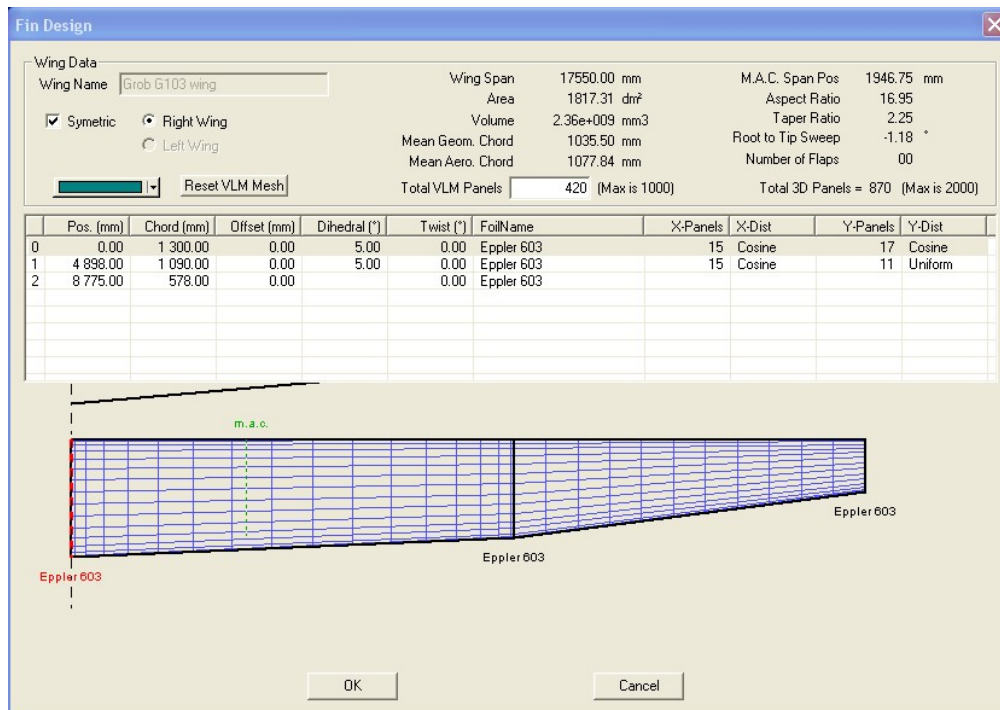 Fin Design
Wing Data
Wing Name Grob G103 wing
Symetric Right Wing
Left Wing
Reset VLM Mesh
Wing Span 17550.00 mm
Area 1817.31 dm²
Volume 2.36e+009 mm3
Mean Geom. Chord 1035.50 mm
Mean Aero. Chord 1077.84 mm
Total VLM Panels 420 (Max is 1000)
M.A.C. Span Pos 1946.75 mm
Aspect Ratio 16.95
Taper Ratio 2.25
Root to Tip Sweep -1.18 °
Number of Flaps 00
Total 3D Panels = 870 (Max is 2000)
Pos. (mm) Chord (mm) Offset (mm) Dihedral (°) Twist (°) FoilName X-Panels X-Dist Y-Panels Y-Dist
0 0.00 1 300.00 0.00 5.00 0.00 Eppler 603 15 Cosine 17 Cosine
1 4 898.00 1 090.00 0.00 5.00 0.00 Eppler 603 15 Cosine 11 Uniform
2 8 775.00 578.00 0.00 0.00 Eppler 603
m.a.c.
Eppler 603
Eppler 603
Eppler 603
OK Cancel